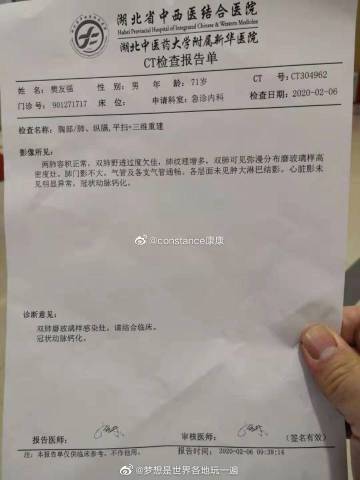 湖北省中西医结合医院
Hubei Provincial Hospital of Integrated Chinese & Western Medicine
湖北中医药大学附属新华医院
CT检查报告单
姓 名: 樊友强 性 别: 男 年 龄: 71岁 CT 号: CT304962
门诊号: 901271717 床 位: 申请科室: 急诊内科 检查日期: 2020-02-06
检查名称: 胸部/肺、纵膈,平扫+三维重建
影像所见:
两肺容积正常,双肺野透过度欠佳,肺纹理增多,双肺可见弥漫分布磨玻璃样高
密度灶,肺门影不大,气管及各支气管通畅,各层面未见肿大淋巴结影。心脏影未
见明显异常,冠状动脉钙化。
@constance康康
诊断意见:
双肺磨玻璃样感染灶,请结合临床。
冠状动脉钙化。
报告医师: 审核医师: (签名有效)
注:本报告单仅供临床参考,不作他用。 报告时间: 2020-02-06 09:38:14
@梦想是世界各地玩一遍